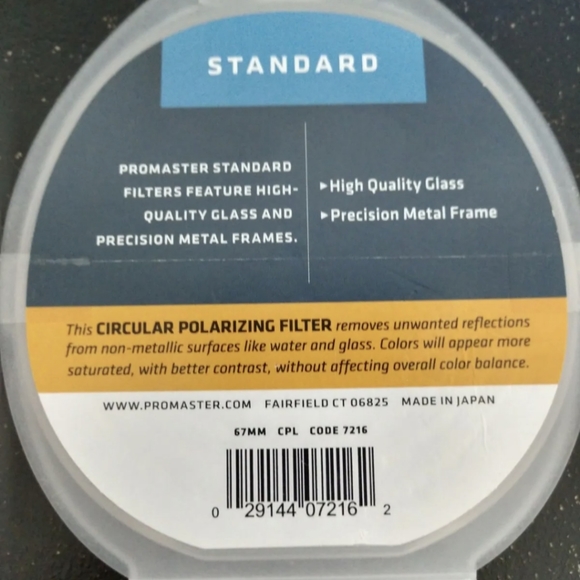 STANDARD
PROMASTER STANDARD
FILTERS FEATURE HIGH-
QUALITY GLASS AND
PRECISION METAL FRAMES.
▸High Quality Glass
▸Precision Metal Frame
This CIRCULAR POLARIZING FILTER removes unwanted reflections
from non-metallic surfaces like water and glass. Colors will appear more
saturated, with better contrast, without affecting overall color balance.
WWW.PROMASTER.COM FAIRFIELD CT 06825 MADE IN JAPAN
67MM CPL CODE 7216
0 29144 07216 2